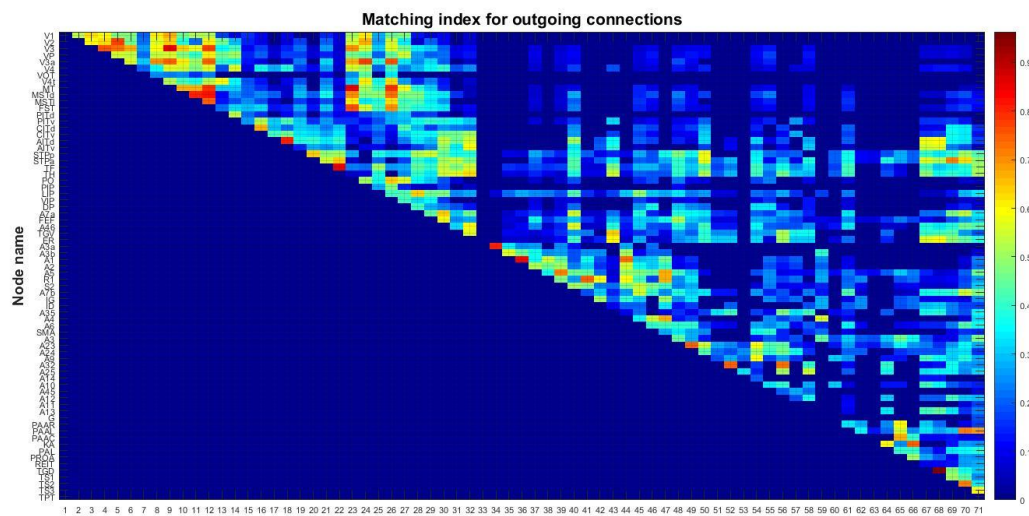 Matching index for outgoing connections
Node name
V1
V2
V3
VP
V3a
V4
VOT
V4t
MT
MSTd
MSTl
FST
PITd
PITv
CITd
CITv
AITd
AITv
STPp
STPa
TF
TH
PO
PIP
LIP
VIP
DP
A7a
FEF
A46
TGV
ER
A3a
A3b
A1
A2
A5
RI
S2
A7b
IG
ID
A35
A4
A6
SMA
A3
A23
A24
A9
A32
A25
A14
A10
A45
A12
A11
A13
G
PAAR
PAAL
PAAC
KA
PAL
PROA
REIT
TGD
TS1
TS2
TS3
TPT
1 2 3 4 5 6 7 8 9 10 11 12 13 14 15 16 17 18 19 20 21 22 23 24 25 26 27 28 29 30 31 32 33 34 35 36 37 38 39 40 41 42 43 44 45 46 47 48 49 50 51 52 53 54 55 56 57 58 59 60 61 62 63 64 65 66 67 68 69 70 71
0.9
0.8
0.7
0.6
0.5
0.4
0.3
0.2
0.1
0